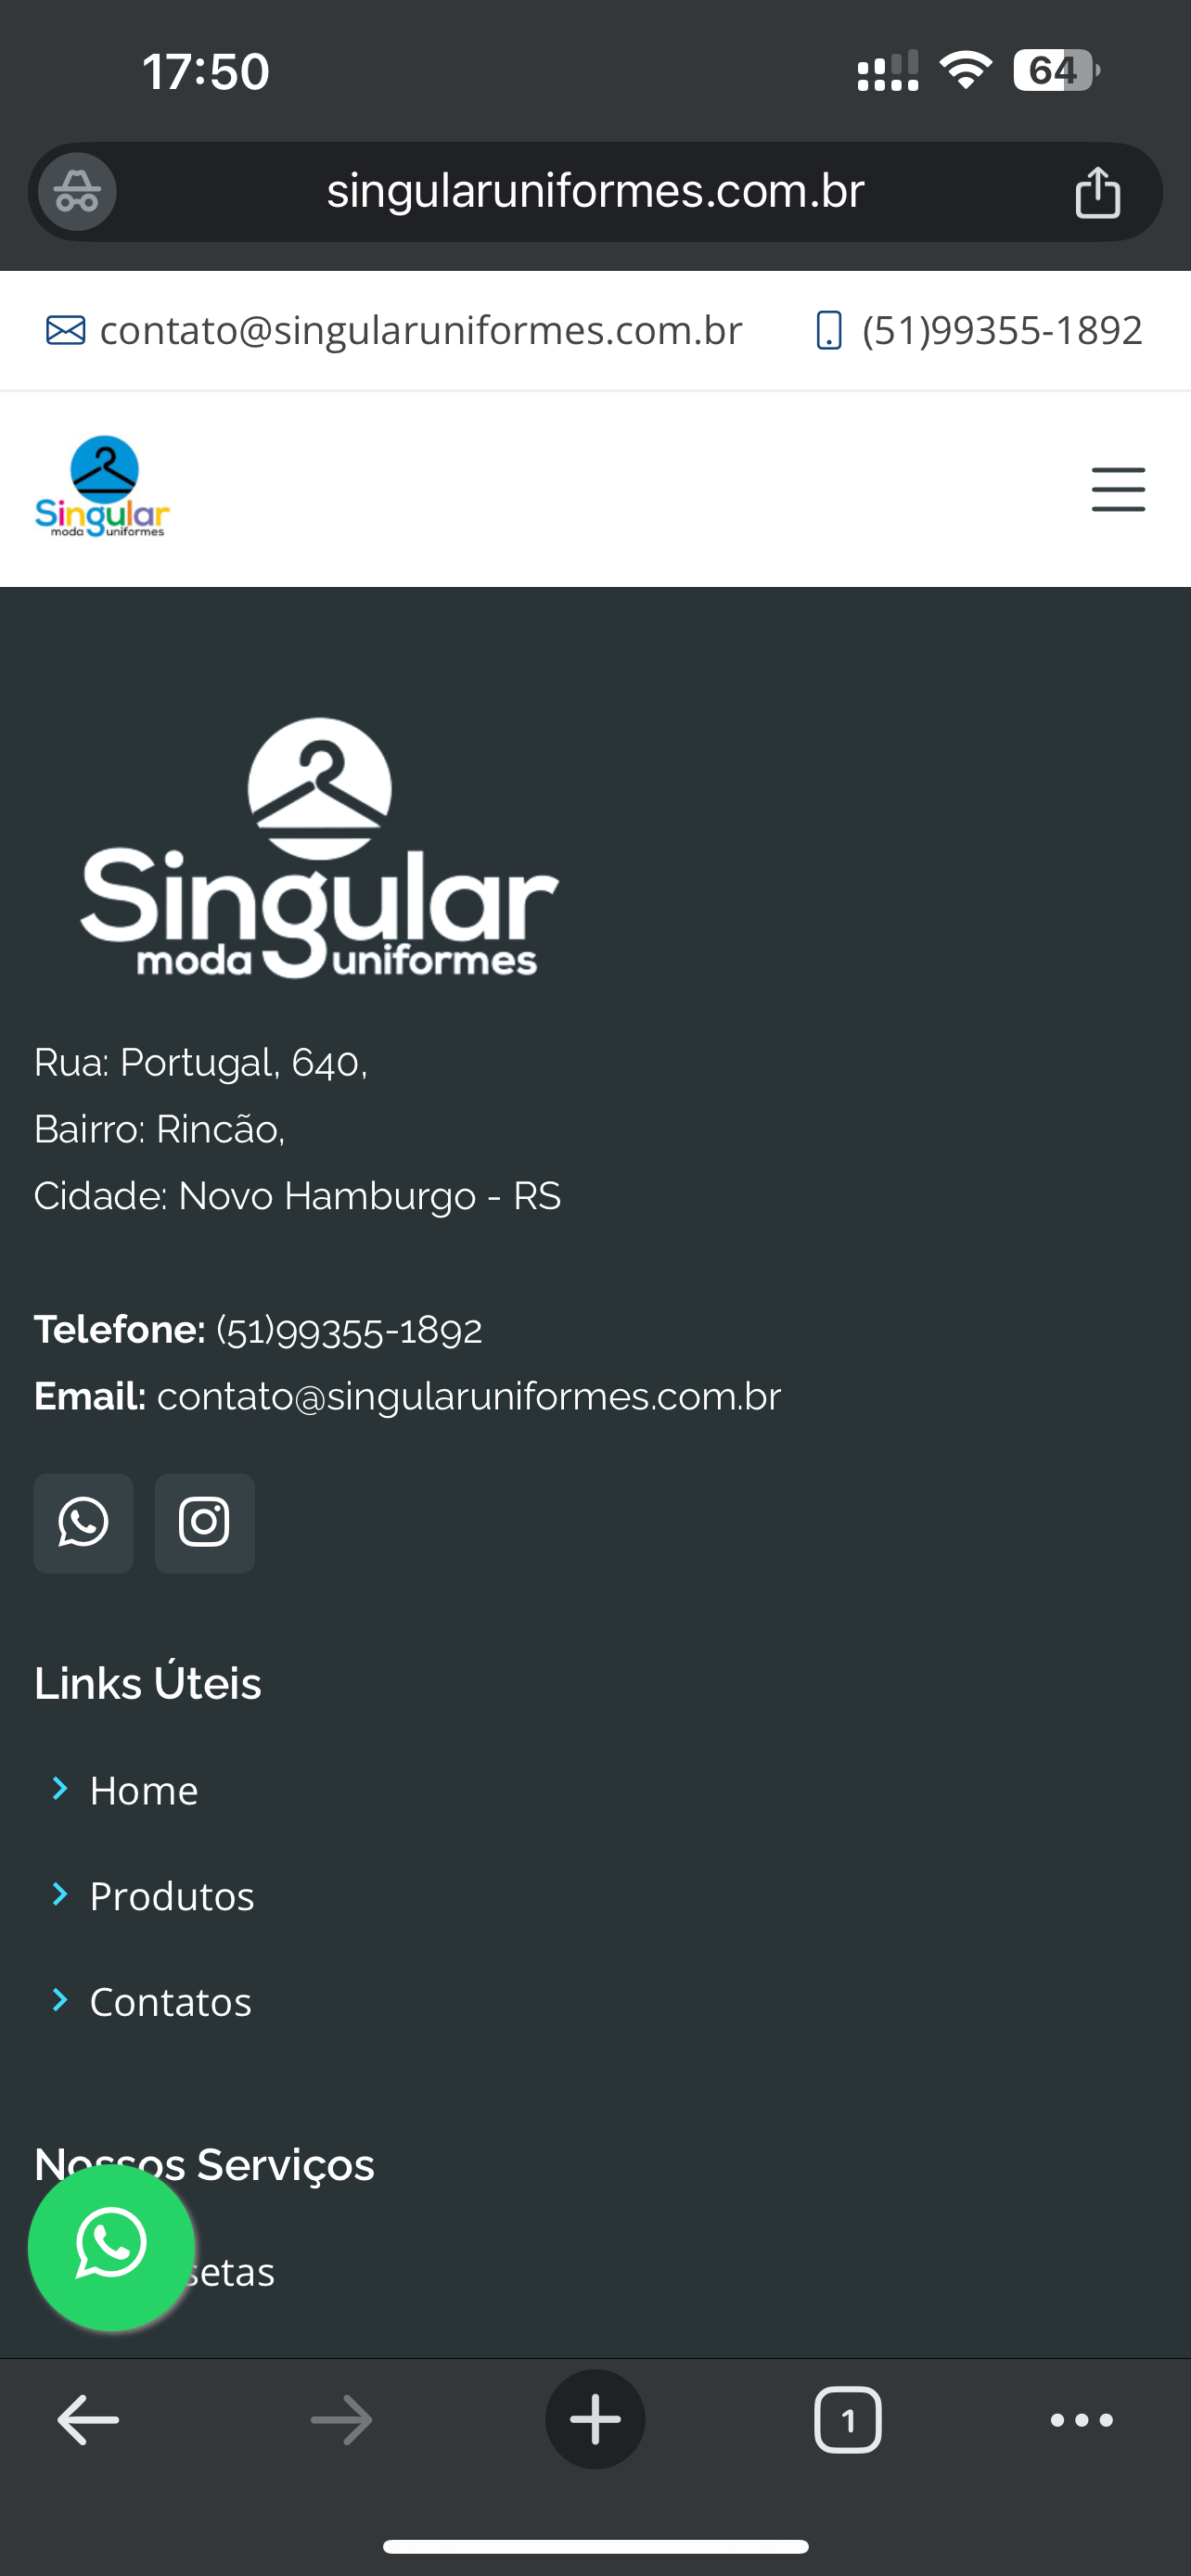 17:50
64
singularuniformes.com.br
contato@singularuniformes.com.br (51)99355-1892
Singular
moda uniformes
Singular
moda uniformes
Rua: Portugal, 640,
Bairro: Rincão,
Cidade: Novo Hamburgo - RS
Telefone: (51)99355-1892
Email: contato@singularuniformes.com.br
Links Úteis
Home
Produtos
Contatos
Nossos Serviços
setas
1